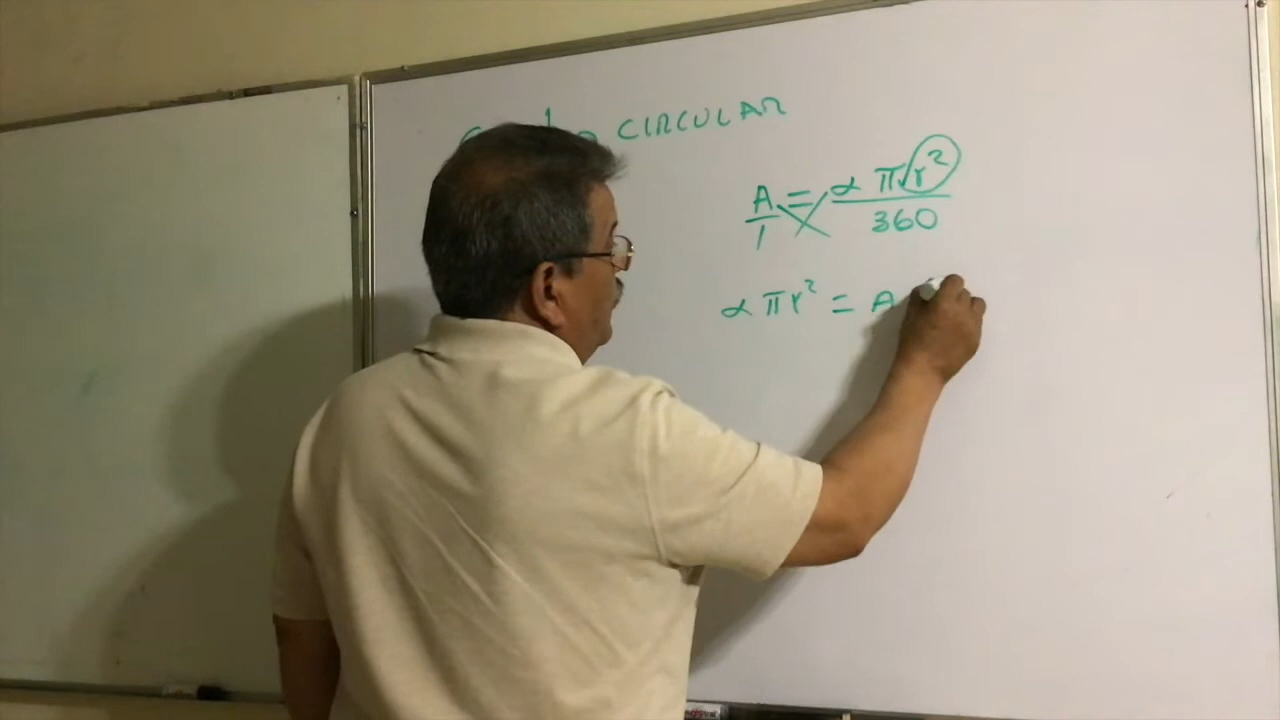 CIRCULAR
A/1 = α π r²/360
α π r² = A